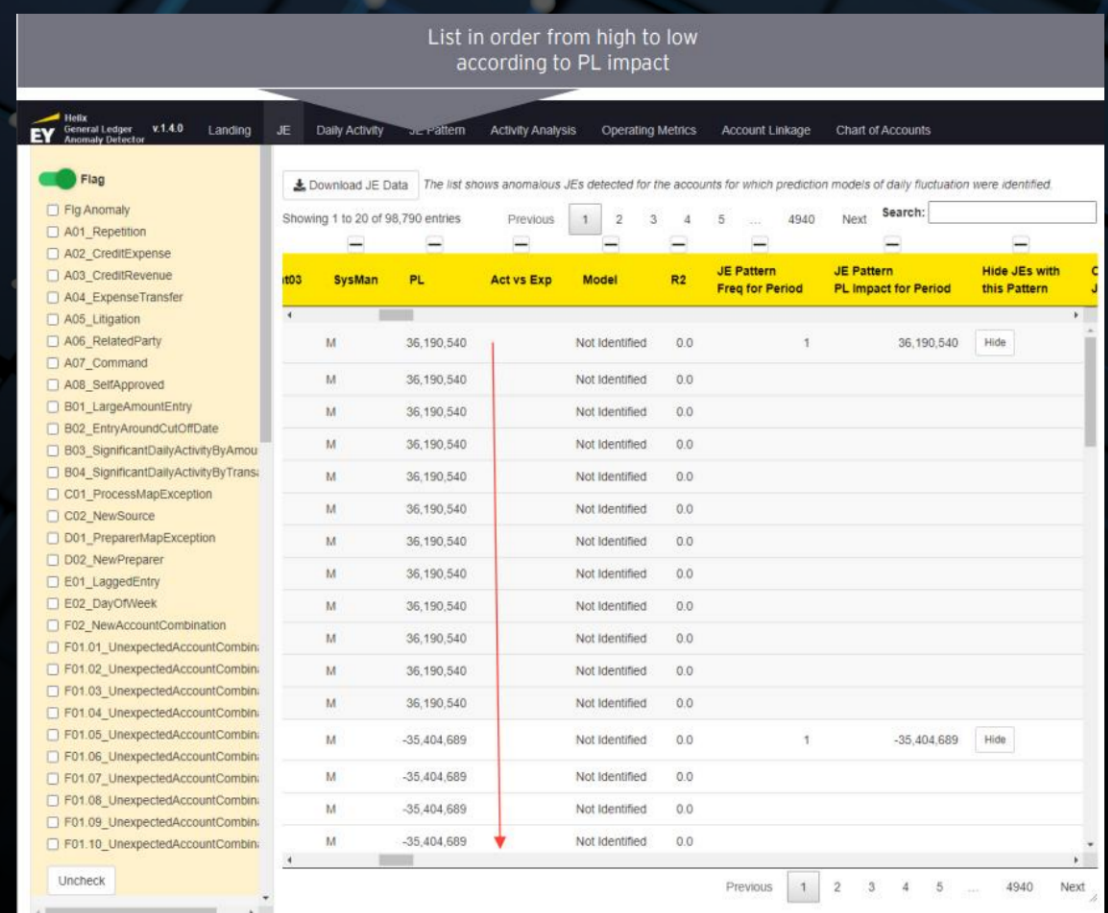 List in order from high to low
according to PL impact
EY
Helix
General Ledger
Anomaly Detector
v.1.4.0 Landing JE Daily Activity JE Pattern Activity Analysis Operating Metrics Account Linkage Chart of Accounts
Flag
Flg Anomaly
A01_Repetition
A02_CreditExpense
A03_CreditRevenue
A04_ExpenseTransfer
A05_Litigation
A06_RelatedParty
A07_Command
A08_SelfApproved
B01_LargeAmountEntry
B02_EntryAroundCutOffDate
B03_SignificantDailyActivityByAmou
B04_SignificantDailyActivityByTransa
C01_ProcessMapException
C02_NewSource
D01_PreparerMapException
D02_NewPreparer
E01_LaggedEntry
E02_DayOfWeek
F02_NewAccountCombination
F01.01_UnexpectedAccountCombina
F01.02_UnexpectedAccountCombina
F01.03_UnexpectedAccountCombina
F01.04_UnexpectedAccountCombina
F01.05_UnexpectedAccountCombina
F01.06_UnexpectedAccountCombina
F01.07_UnexpectedAccountCombina
F01.08_UnexpectedAccountCombina
F01.09_UnexpectedAccountCombina
F01.10_UnexpectedAccountCombina
Uncheck
Download JE Data The list shows anomalous JEs detected for the accounts for which prediction models of daily fluctuation were identified.
Showing 1 to 20 of 98,790 entries Previous 1 2 3 4 5 ... 4940 Next Search:
nt03 SysMan PL Act vs Exp Model R2 JE Pattern Freq for Period JE Pattern PL Impact for Period Hide JEs with this Pattern C J
M 36,190,540 Not Identified 0.0 1 36,190,540 Hide
M 36,190,540 Not Identified 0.0
M 36,190,540 Not Identified 0.0
M 36,190,540 Not Identified 0.0
M 36,190,540 Not Identified 0.0
M 36,190,540 Not Identified 0.0
M 36,190,540 Not Identified 0.0
M 36,190,540 Not Identified 0.0
M 36,190,540 Not Identified 0.0
M 36,190,540 Not Identified 0.0
M 36,190,540 Not Identified 0.0
M 36,190,540 Not Identified 0.0
M -35,404,689 Not Identified 0.0 1 -35,404,689 Hide
M -35,404,689 Not Identified 0.0
M -35,404,689 Not Identified 0.0
M -35,404,689 Not Identified 0.0
Previous 1 2 3 4 5 ... 4940 Next